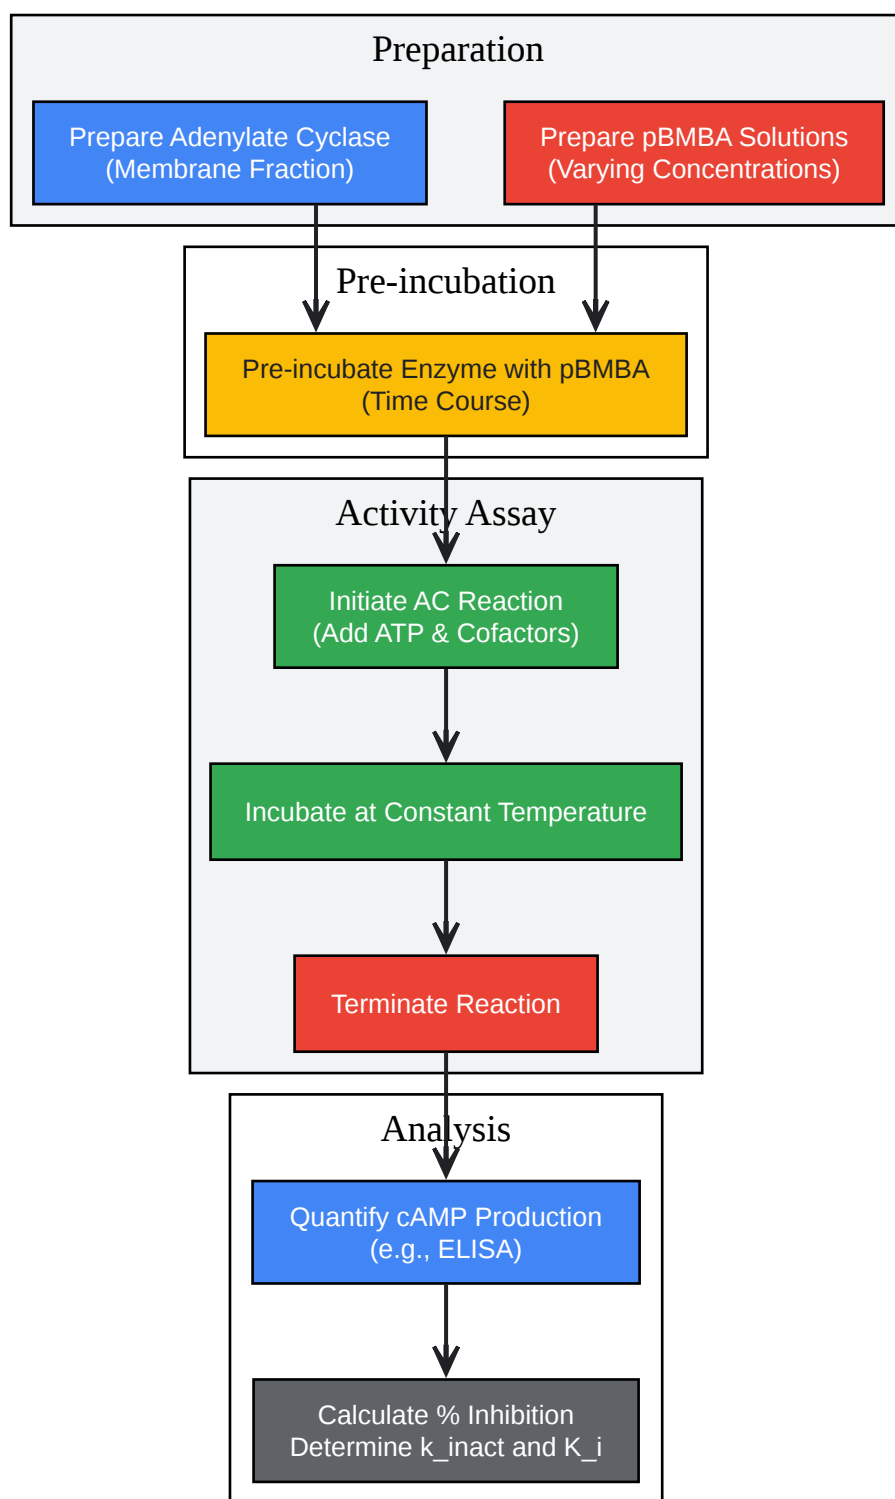 Preparation
Prepare Adenylate Cyclase
(Membrane Fraction)
Prepare pBMBA Solutions
(Varying Concentrations)
Pre-incubation
Pre-incubate Enzyme with pBMBA
(Time Course)
Activity Assay
Initiate AC Reaction
(Add ATP & Cofactors)
Incubate at Constant Temperature
Terminate Reaction
Analysis
Quantify cAMP Production
(e.g., ELISA)
Calculate % Inhibition
Determine k_inact and K_i